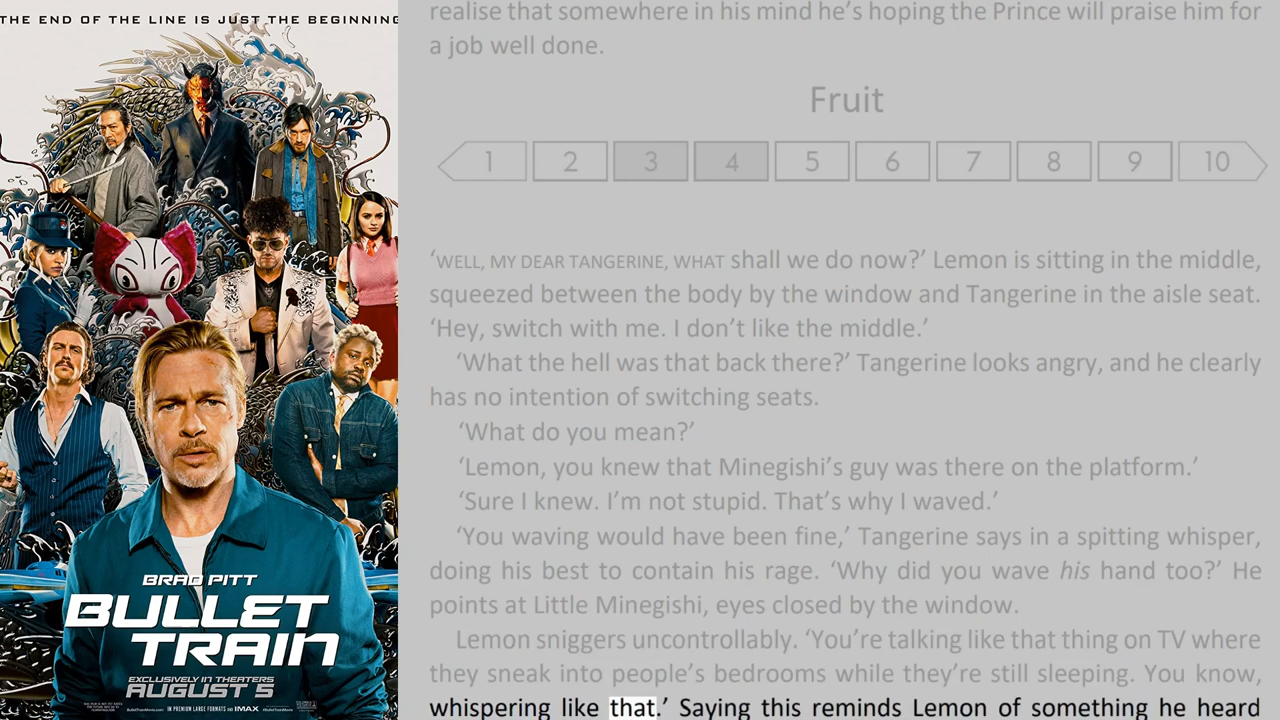 THE END OF THE LINE IS JUST THE BEGINNING
BRAD PITT
BULLET
TRAIN
EXCLUSIVELY IN THEATERS
AUGUST 5
IN PREMIUM LARGE FORMATS AND IMAX
realise that somewhere in his mind he’s hoping the Prince will praise him for
a job well done.
Fruit
1 2 3 4 5 6 7 8 9 10
‘WELL, MY DEAR TANGERINE, WHAT shall we do now?’ Lemon is sitting in the middle,
squeezed between the body by the window and Tangerine in the aisle seat.
‘Hey, switch with me. I don’t like the middle.’
‘What the hell was that back there?’ Tangerine looks angry, and he clearly
has no intention of switching seats.
‘What do you mean?’
‘Lemon, you knew that Minegishi’s guy was there on the platform.’
‘Sure I knew. I’m not stupid. That’s why I waved.’
‘You waving would have been fine,’ Tangerine says in a spitting whisper,
doing his best to contain his rage. ‘Why did you wave his hand too?’ He
points at Little Minegishi, eyes closed by the window.
Lemon sniggers uncontrollably. ‘You’re talking like that thing on TV where
they sneak into people’s bedrooms while they’re still sleeping. You know,
whispering like that.’ Saying this reminds Lemon of something he heard